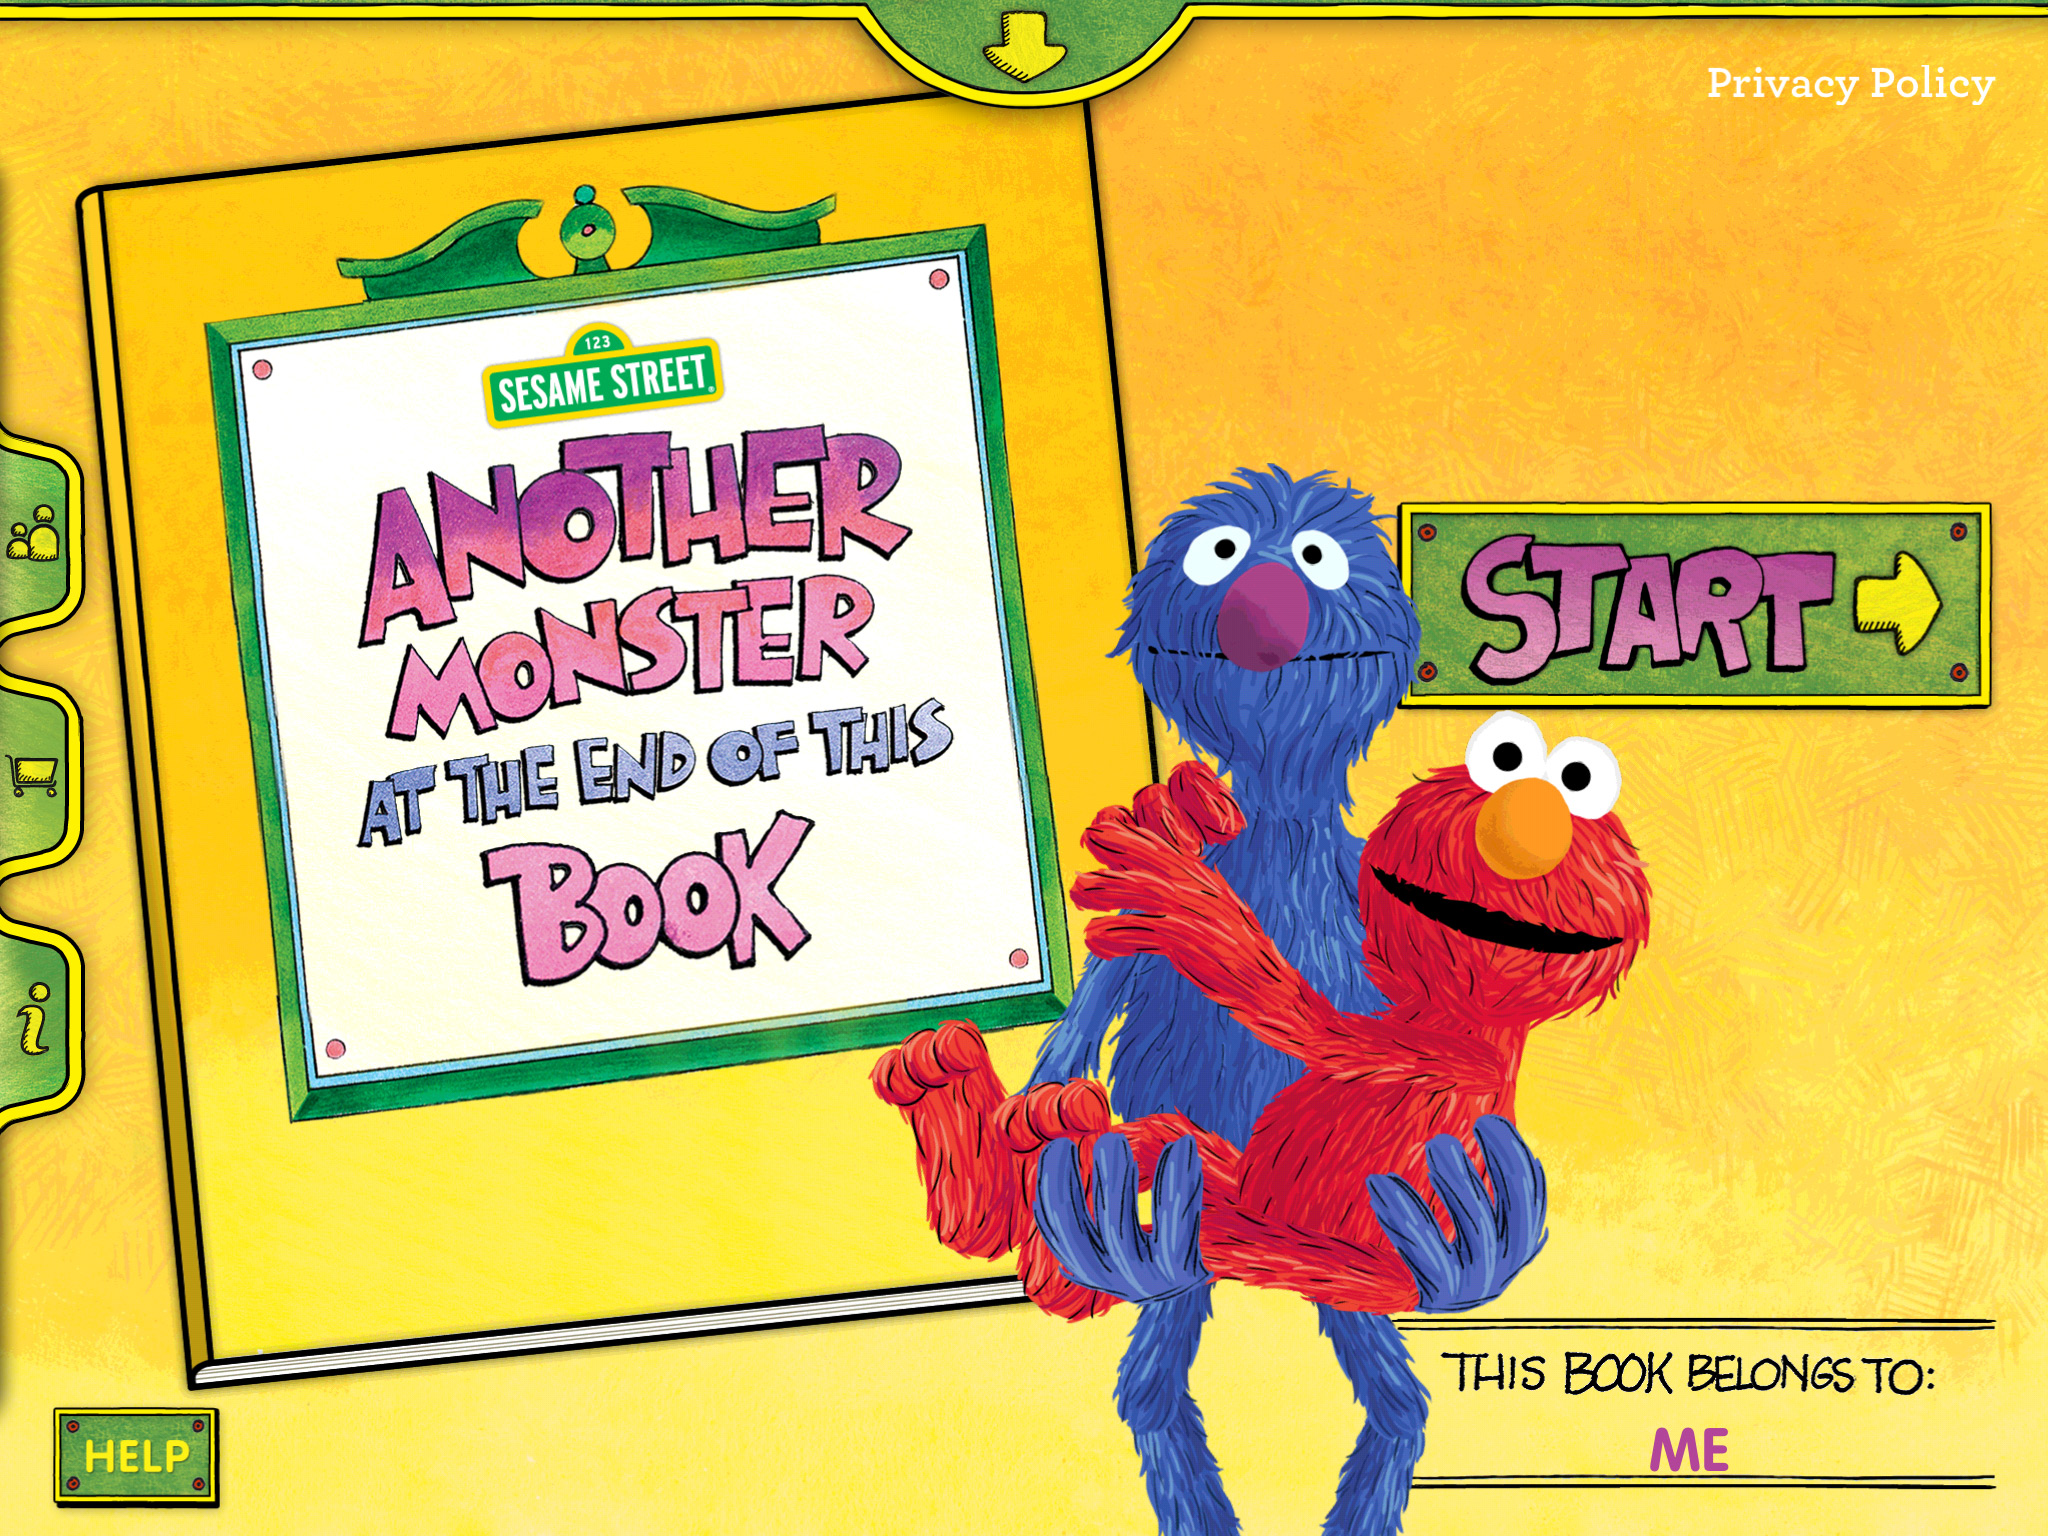 Privacy Policy
123
SESAME STREET®
ANOTHER
MONSTER
AT THE END OF THIS
BOOK
START
THIS BOOK BELONGS TO:
ME
HELP